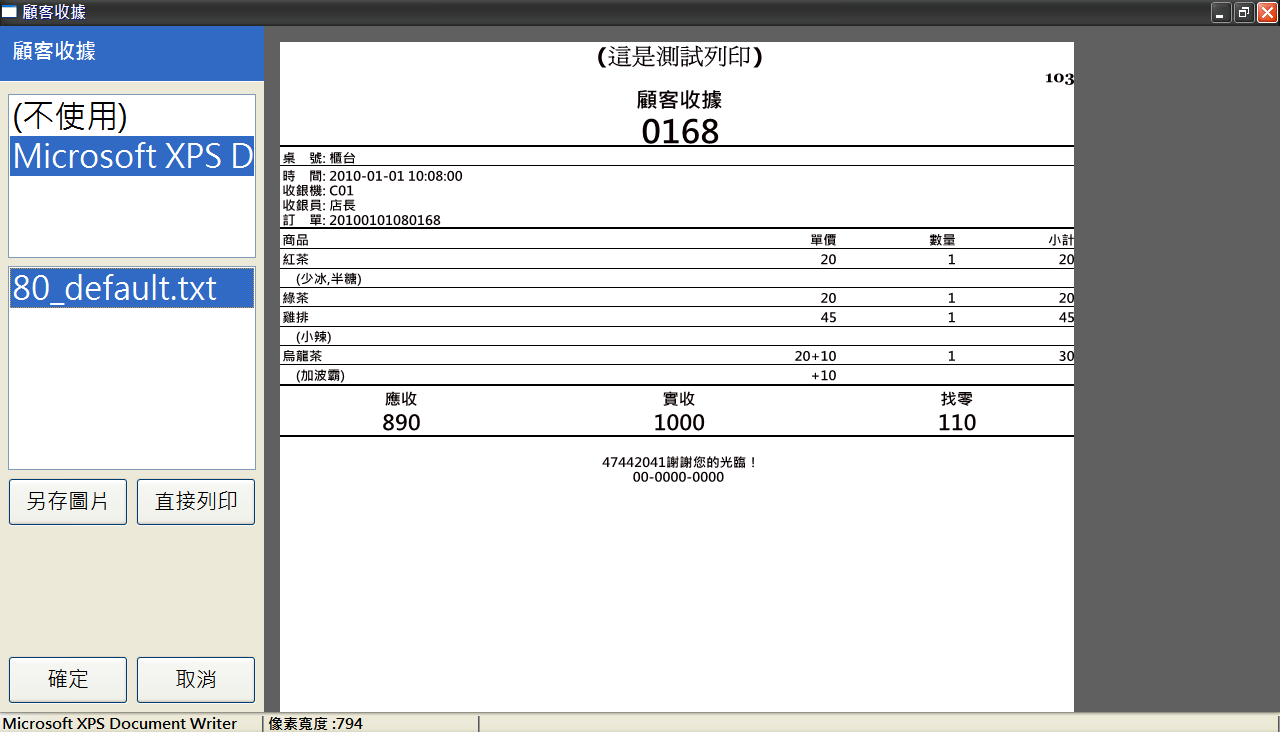 顧客收據
顧客收據
(不使用)
Microsoft XPS D
80_default.txt
另存圖片 直接列印
確定 取消
(這是測試列印)
103
顧客收據
0168
桌 號: 櫃台
時 間: 2010-01-01 10:08:00
收銀機: C01
收銀員: 店長
訂 單: 20100101080168
商品 單價 數量 小計
紅茶 20 1 20
(少冰,半糖)
綠茶 20 1 20
雞排 45 1 45
(小辣)
烏龍茶 20+10 1 30
(加波霸) +10
應收 實收 找零
890 1000 110
47442041謝謝您的光臨！
00-0000-0000
Microsoft XPS Document Writer 像素寬度 :794